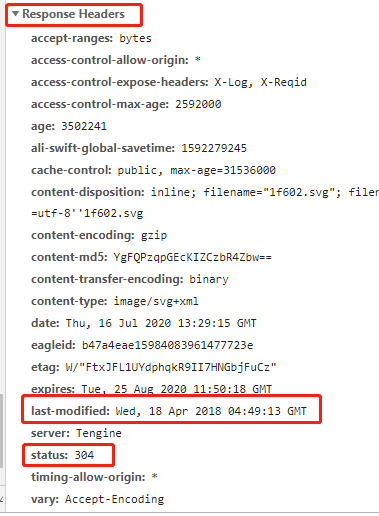 ▼ Response Headers
accept-ranges: bytes
access-control-allow-origin: *
access-control-expose-headers: X-Log, X-Reqid
access-control-max-age: 2592000
age: 3502241
ali-swift-global-savetime: 1592279245
cache-control: public, max-age=31536000
content-disposition: inline; filename="1f602.svg"; filen
=utf-8''1f602.svg
content-encoding: gzip
content-md5: YgFQPzqpGEcKIZCzbR4Zbw==
content-transfer-encoding: binary
content-type: image/svg+xml
date: Thu, 16 Jul 2020 13:29:15 GMT
eagleid: b47a4eae15984083961477723e
etag: W/"FtxJFL1UYdphqkR9II7HNGbjFuCz"
expires: Tue, 25 Aug 2020 11:50:18 GMT
last-modified: Wed, 18 Apr 2018 04:49:13 GMT
server: Tengine
status: 304
timing-allow-origin: *
vary: Accept-Encoding